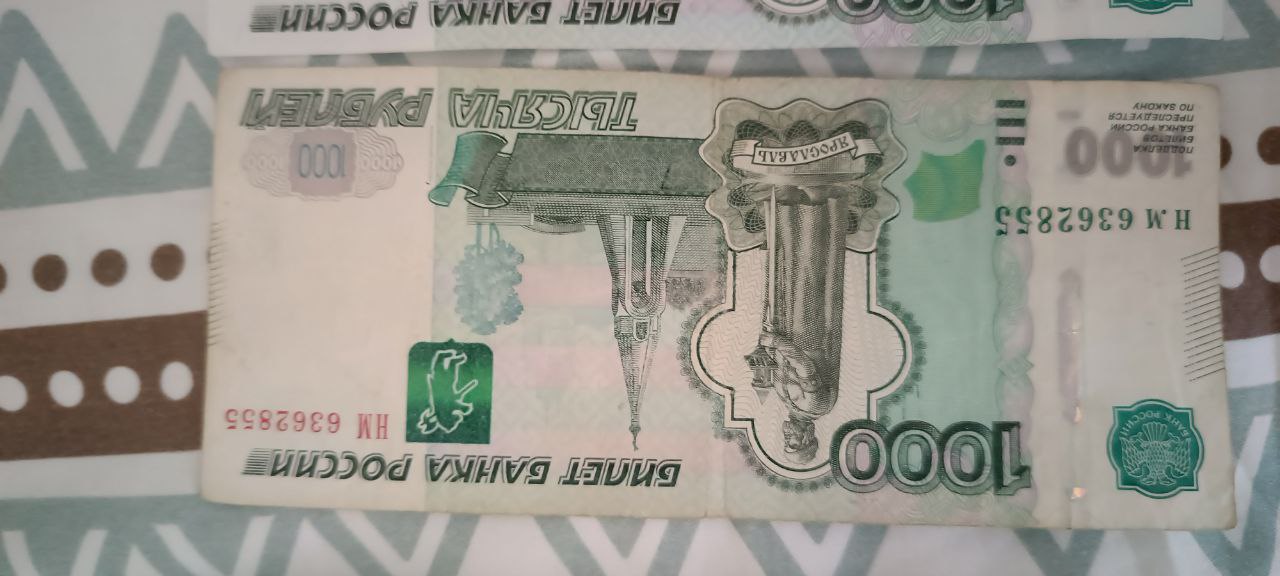 БИЛЕТ БАНКА РОССИИ
1000
НМ 6362855
БАНК РОССИИ
ЯРОСЛАВЛЬ
нм 6362855
1000
1000
ПОДДЕЛКА
БИЛЕТОВ
БАНКА РОССИИ
ПРЕСЛЕДУЕТСЯ
ПО ЗАКОНУ
ТЫСЯЧА РУБЛЕЙ
БИЛЕТ БАНКА РОССИИ
1000